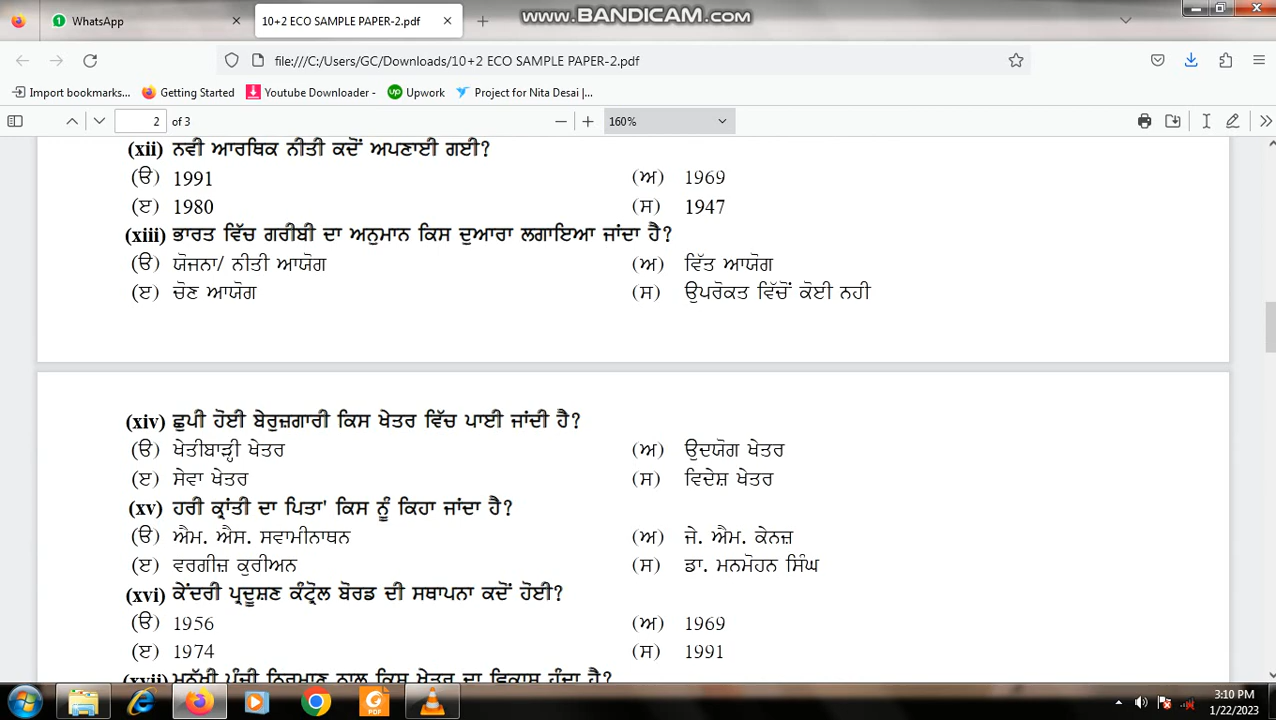 WhatsApp
10+2 ECO SAMPLE PAPER-2.pdf
www.BANDICAM.com
file:///C:/Users/GC/Downloads/10+2 ECO SAMPLE PAPER-2.pdf
Import bookmarks... Getting Started Youtube Downloader - Upwork Project for Nita Desai |...
2 of 3 160%
(xii) ਨਵੀ ਆਰਥਿਕ ਨੀਤੀ ਕਦੋਂ ਅਪਣਾਈ ਗਈ?
(ੳ) 1991 (ਅ) 1969
(ੲ) 1980 (ਸ) 1947
(xiii) ਭਾਰਤ ਵਿੱਚ ਗਰੀਬੀ ਦਾ ਅਨੁਮਾਨ ਕਿਸ ਦੁਆਰਾ ਲਗਾਇਆ ਜਾਂਦਾ ਹੈ?
(ੳ) ਯੋਜਨਾ/ ਨੀਤੀ ਆਯੋਗ (ਅ) ਵਿੱਤ ਆਯੋਗ
(ੲ) ਚੋਣ ਆਯੋਗ (ਸ) ਉਪਰੋਕਤ ਵਿੱਚੋਂ ਕੋਈ ਨਹੀ
(xiv) ਛੁਪੀ ਹੋਈ ਬੇਰੁਜ਼ਗਾਰੀ ਕਿਸ ਖੇਤਰ ਵਿੱਚ ਪਾਈ ਜਾਂਦੀ ਹੈ?
(ੳ) ਖੇਤੀਬਾੜ੍ਹੀ ਖੇਤਰ (ਅ) ਉਦਯੋਗ ਖੇਤਰ
(ੲ) ਸੇਵਾ ਖੇਤਰ (ਸ) ਵਿਦੇਸ਼ ਖੇਤਰ
(xv) ਹਰੀ ਕ੍ਰਾਂਤੀ ਦਾ ਪਿਤਾ' ਕਿਸ ਨੂੰ ਕਿਹਾ ਜਾਂਦਾ ਹੈ?
(ੳ) ਐਮ. ਐਸ. ਸਵਾਮੀਨਾਥਨ (ਅ) ਜੇ. ਐਮ. ਕੇਨਜ਼
(ੲ) ਵਰਗੀਜ਼ ਕੁਰੀਅਨ (ਸ) ਡਾ. ਮਨਮੋਹਨ ਸਿੰਘ
(xvi) ਕੇਂਦਰੀ ਪ੍ਰਦੂਸ਼ਣ ਕੰਟ੍ਰੋਲ ਬੋਰਡ ਦੀ ਸਥਾਪਨਾ ਕਦੋਂ ਹੋਈ?
(ੳ) 1956 (ਅ) 1969
(ੲ) 1974 (ਸ) 1991
(xvii) ਮਨੁੱਖੀ ਪੂੰਜੀ ਨਿਰਮਾਣ ਨਾਲ ਕਿਸ ਖੇਤਰ ਦਾ ਵਿਕਾਸ ਹੁੰਦਾ ਹੈ?
3:10 PM
1/22/2023